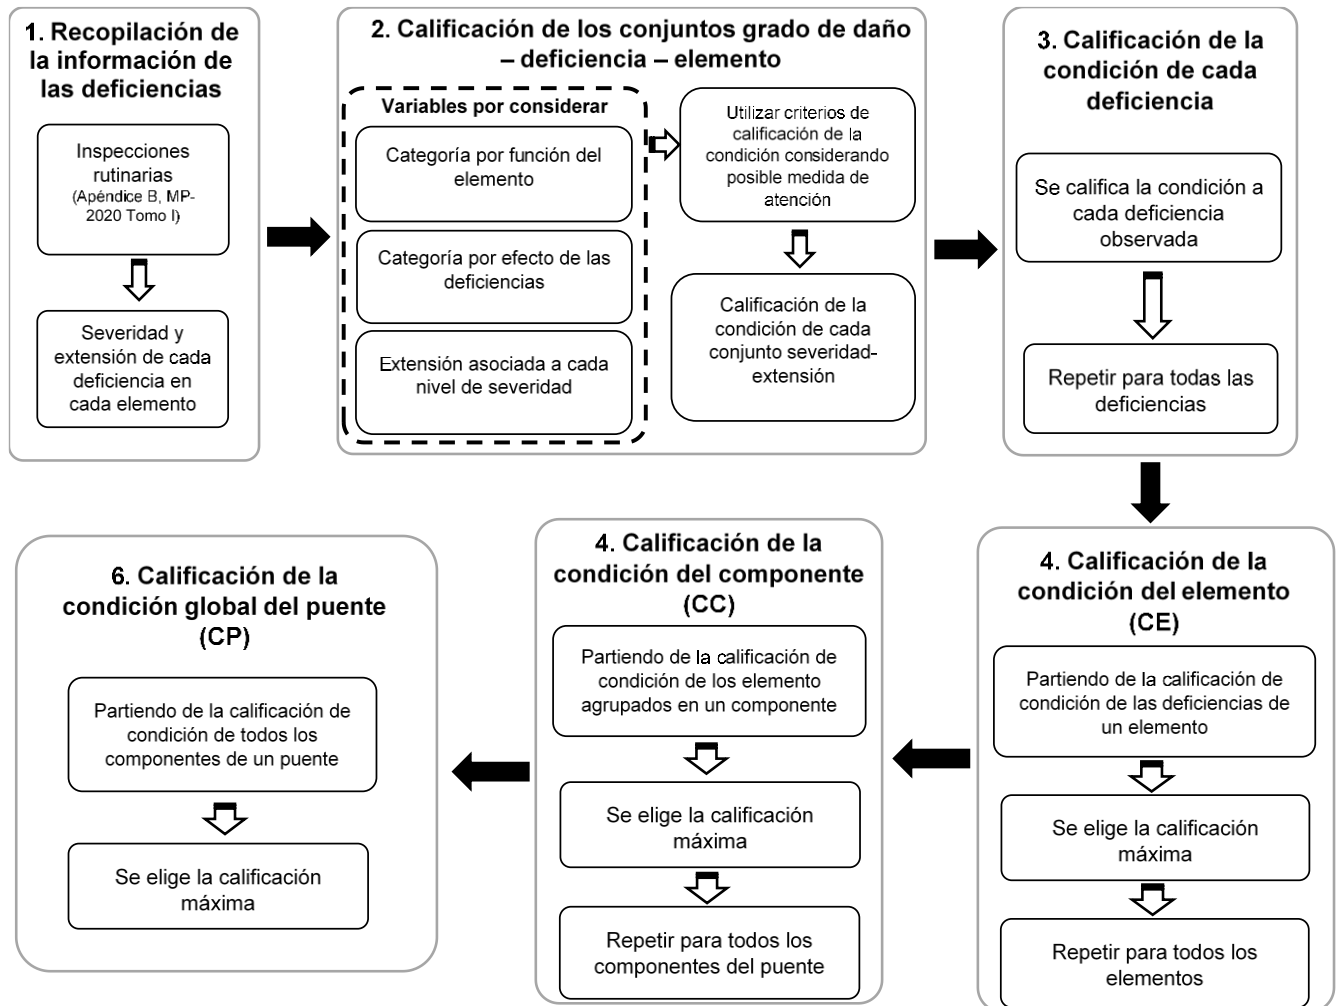 1. Recopilación de
la información de
las deficiencias
Inspecciones
rutinarias
(Apéndice B, MP-
2020 Tomo I)
Severidad y
extensión de cada
deficiencia en
cada elemento
2. Calificación de los conjuntos grado de daño
– deficiencia – elemento
Variables por considerar
Categoría por función del
elemento
Categoría por efecto de las
deficiencias
Extensión asociada a cada
nivel de severidad
Utilizar criterios de
calificación de la
condición considerando
posible medida de
atención
Calificación de la
condición de cada
conjunto severidad-
extensión
3. Calificación de la
condición de cada
deficiencia
Se califica la condición a
cada deficiencia
observada
Repetir para todas las
deficiencias
4. Calificación de la
condición del elemento
(CE)
Partiendo de la calificación de
condición de las deficiencias de
un elemento
Se elige la calificación
máxima
Repetir para todos los
elementos
4. Calificación de la
condición del componente
(CC)
Partiendo de la calificación de
condición de los elemento
agrupados en un componente
Se elige la calificación
máxima
Repetir para todos los
componentes del puente
6. Calificación de la
condición global del puente
(CP)
Partiendo de la calificación de
condición de todos los
componentes de un puente
Se elige la calificación
máxima